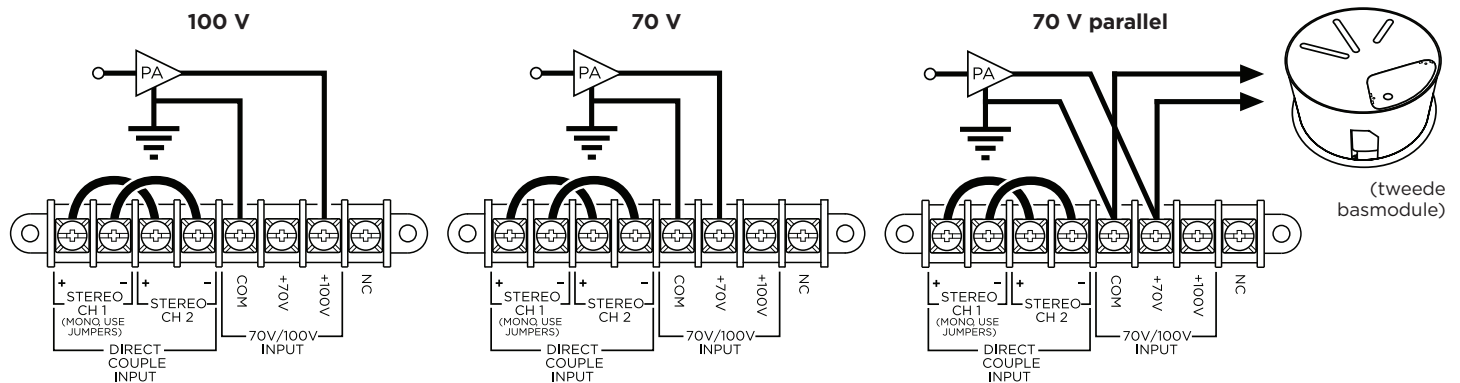 100 V
PA
+ - + -
STEREO
CH 1
(MONO, USE
JUMPERS)
STEREO
CH 2
COM
+70V
+100V
NC
DIRECT
COUPLE
INPUT
70V/100V
INPUT
70 V
PA
+ - + -
STEREO
CH 1
(MONO, USE
JUMPERS)
STEREO
CH 2
COM
+70V
+100V
NC
DIRECT
COUPLE
INPUT
70V/100V
INPUT
70 V parallel
PA
(tweede
basmodule)
+ - + -
STEREO
CH 1
(MONO, USE
JUMPERS)
STEREO
CH 2
COM
+70V
+100V
NC
DIRECT
COUPLE
INPUT
70V/100V
INPUT